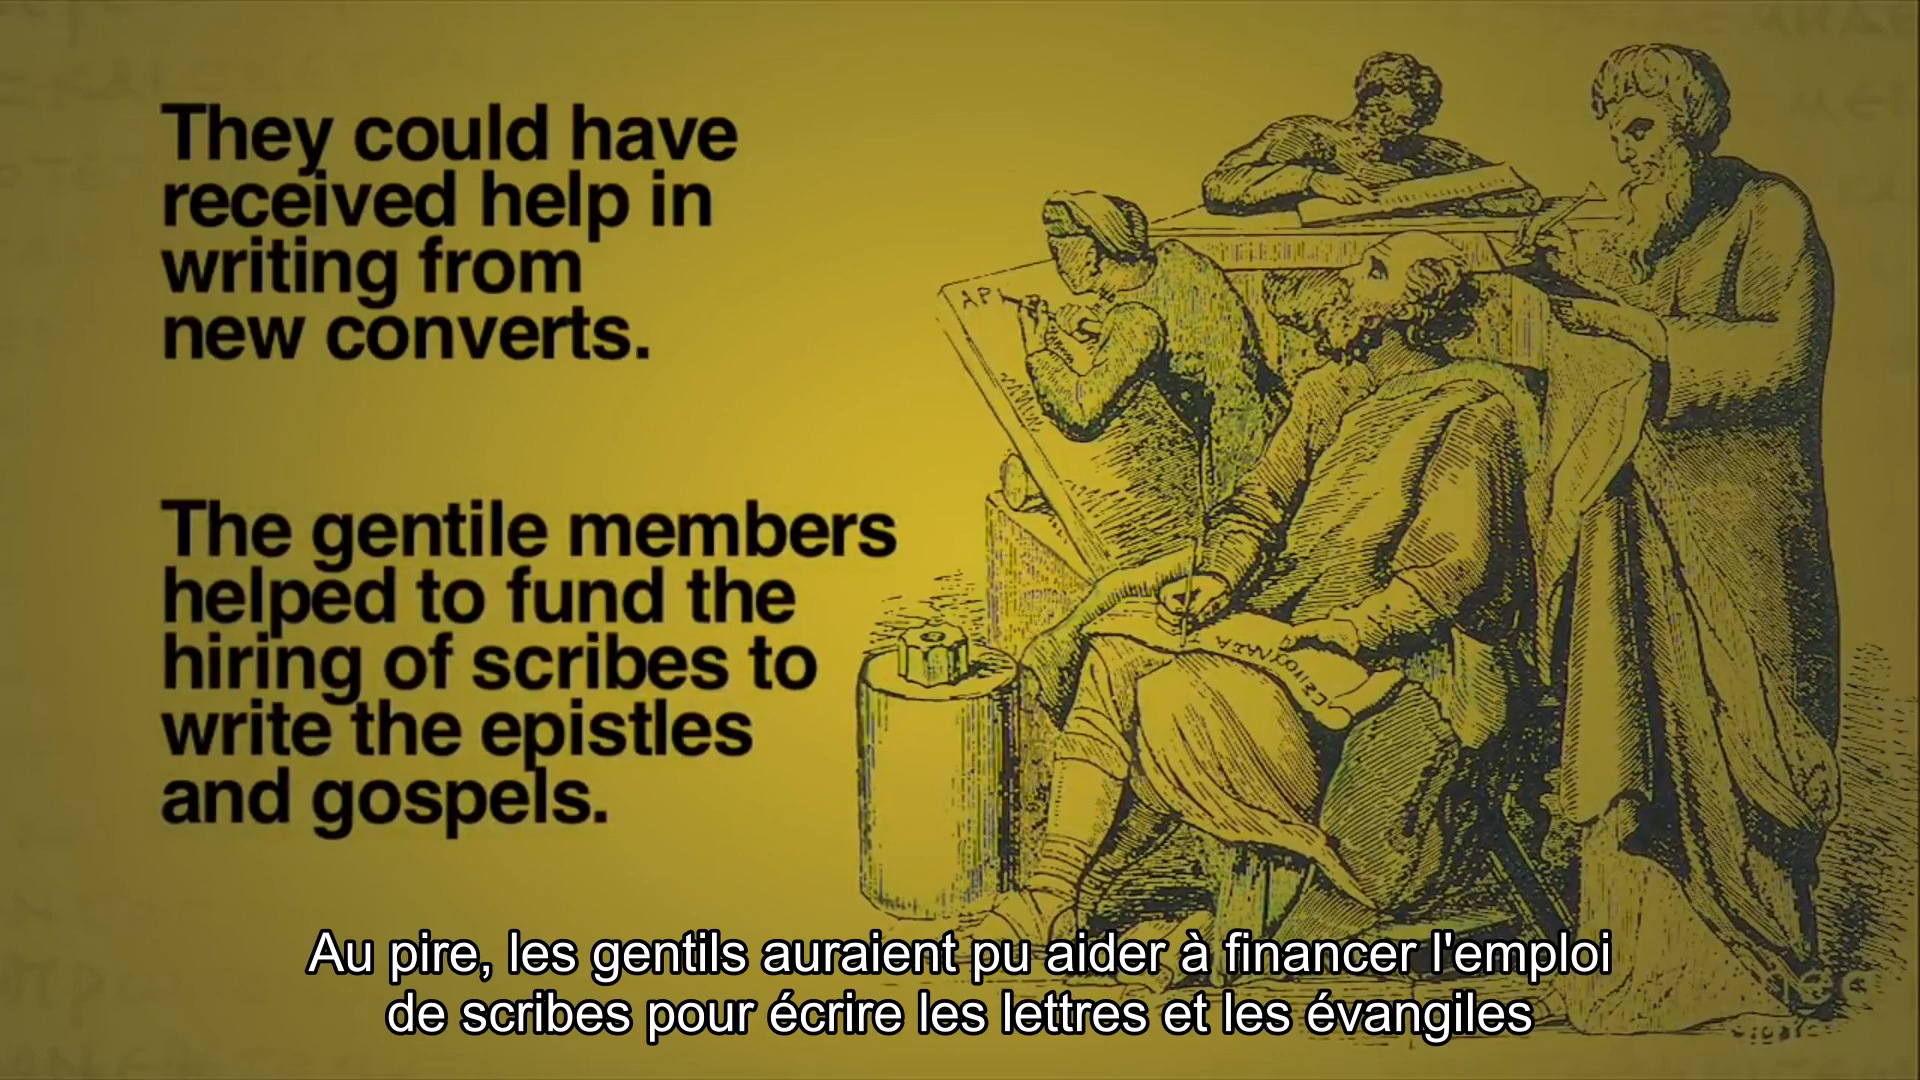 They could have
received help in
writing from
new converts.
The gentile members
helped to fund the
hiring of scribes to
write the epistles
and gospels.
Au pire, les gentils auraient pu aider à financer l'emploi
de scribes pour écrire les lettres et les évangiles